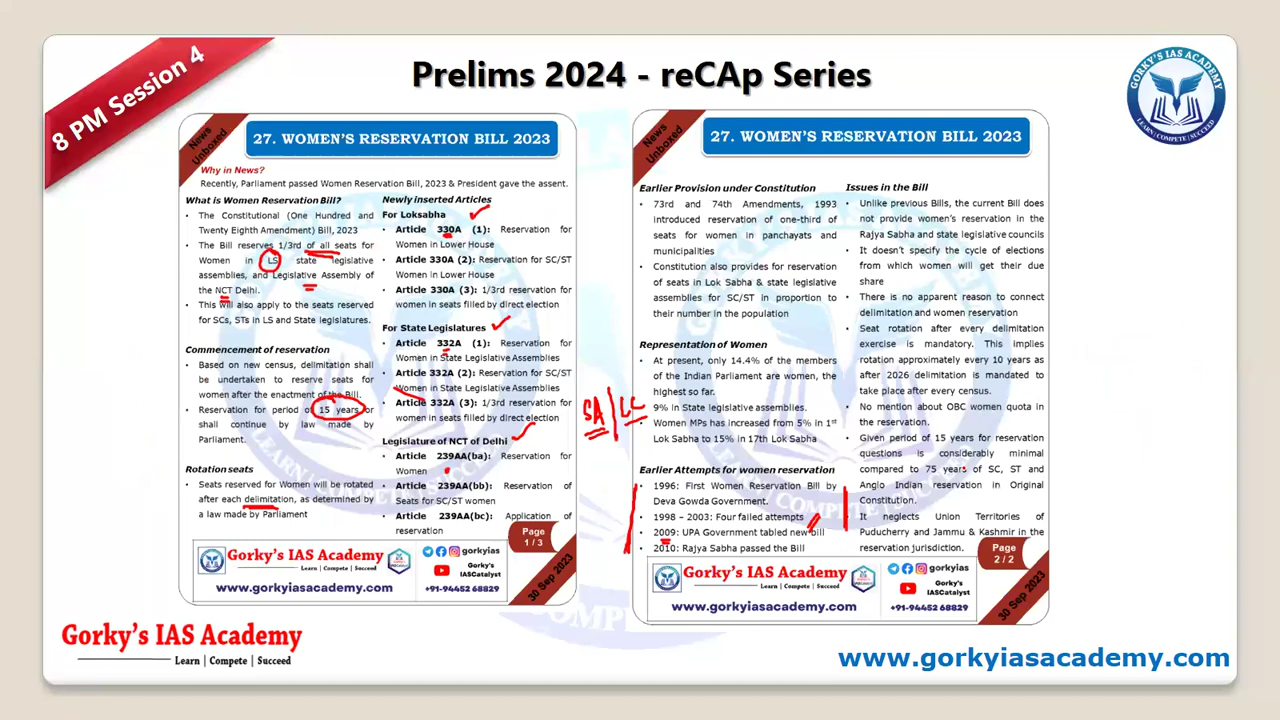 8 PM Session 4
Prelims 2024 - reCAp Series
GORKY'S IAS ACADEMY
LEARN | COMPETE | SUCCEED
News
Unboxed
27. WOMEN'S RESERVATION BILL 2023
Why in News?
Recently, Parliament passed Women Reservation Bill, 2023 & President gave the assent.
What is Women Reservation Bill?
• The Constitutional (One Hundred and
Twenty Eighth Amendment) Bill, 2023
• The Bill reserves 1/3rd of all seats for
Women in LS state legislative
assemblies, and Legislative Assembly of
the NCT Delhi.
• This will also apply to the seats reserved
for SCs, STs in LS and State legislatures.
Commencement of reservation
• Based on new census, delimitation shall
be undertaken to reserve seats for
women after the enactment of the Bill.
• Reservation for period of 15 years or
shall continue by law made by
Parliament.
Rotation seats
• Seats reserved for Women will be rotated
after each delimitation, as determined by
a law made by Parliament
Newly inserted Articles
For Loksabha
• Article 330A (1): Reservation for
Women in Lower House
• Article 330A (2): Reservation for SC/ST
Women in Lower House
• Article 330A (3): 1/3rd reservation for
women in seats filled by direct election
For State Legislatures
• Article 332A (1): Reservation for
Women in State Legislative Assemblies
• Article 332A (2): Reservation for SC/ST
Women in State Legislative Assemblies
• Article 332A (3): 1/3rd reservation for
women in seats filled by direct election
Legislature of NCT of Delhi
• Article 239AA(ba): Reservation for
Women
• Article 239AA(bb): Reservation of
Seats for SC/ST women
• Article 239AA(bc): Application of
reservation
Page
1 / 3
Gorky's IAS Academy
Learn | Compete | Succeed
www.gorkyiasacademy.com
gorkyias
Gorky's
IASCatalyst
+91-94452 68829
30 Sep 2023
SA/LC
News
Unboxed
27. WOMEN'S RESERVATION BILL 2023
Earlier Provision under Constitution
• 73rd and 74th Amendments, 1993
introduced reservation of one-third of
seats for women in panchayats and
municipalities
• Constitution also provides for reservation
of seats in Lok Sabha & state legislative
assemblies for SC/ST in proportion to
their number in the population
Representation of Women
• At present, only 14.4% of the members
of the Indian Parliament are women, the
highest so far.
• 9% in State legislative assemblies.
• Women MPs has increased from 5% in 1st
Lok Sabha to 15% in 17th Lok Sabha
Earlier Attempts for women reservation
• 1996: First Women Reservation Bill by
Deva Gowda Government.
• 1998 – 2003: Four failed attempts
• 2009: UPA Government tabled new bill
• 2010: Rajya Sabha passed the Bill
Issues in the Bill
• Unlike previous Bills, the current Bill does
not provide women's reservation in the
Rajya Sabha and state legislative councils
• It doesn't specify the cycle of elections
from which women will get their due
share
• There is no apparent reason to connect
delimitation and women reservation
• Seat rotation after every delimitation
exercise is mandatory. This implies
rotation approximately every 10 years as
after 2026 delimitation is mandated to
take place after every census.
• No mention about OBC women quota in
the reservation.
• Given period of 15 years for reservation
questions is considerably minimal
compared to 75 years of SC, ST and
Anglo Indian reservation in Original
Constitution.
• It neglects Union Territories of
Puducherry and Jammu & Kashmir in the
reservation jurisdiction.
Page
2 / 2
Gorky's IAS Academy
Learn | Compete | Succeed
www.gorkyiasacademy.com
gorkyias
Gorky's
IASCatalyst
+91-94452 68829
30 Sep 2023
Gorky's IAS Academy
Learn | Compete | Succeed
www.gorkyiasacademy.com